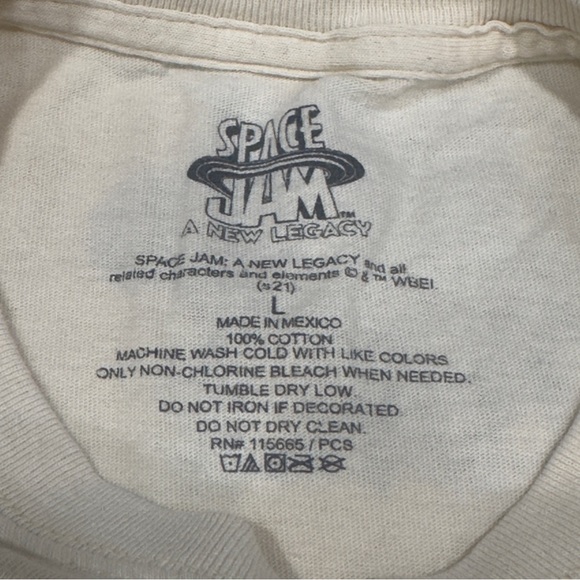 SPACE
JAM™
A NEW LEGACY
SPACE JAM: A NEW LEGACY and all
related characters and elements © & ™ WBEI.
(s21)
L
MADE IN MEXICO
100% COTTON
MACHINE WASH COLD WITH LIKE COLORS
ONLY NON-CHLORINE BLEACH WHEN NEEDED.
TUMBLE DRY LOW.
DO NOT IRON IF DECORATED.
DO NOT DRY CLEAN.
RN# 115665 / PCS